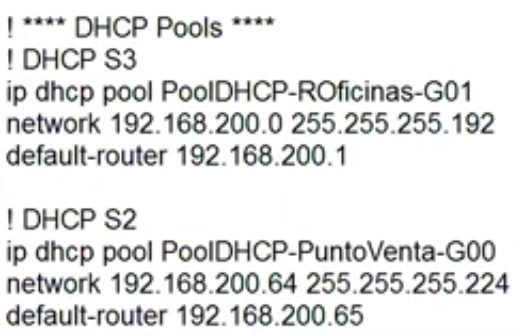 ! **** DHCP Pools ****
! DHCP S3
ip dhcp pool PoolDHCP-ROficinas-G01
network 192.168.200.0 255.255.255.192
default-router 192.168.200.1
! DHCP S2
ip dhcp pool PoolDHCP-PuntoVenta-G00
network 192.168.200.64 255.255.255.224
default-router 192.168.200.65